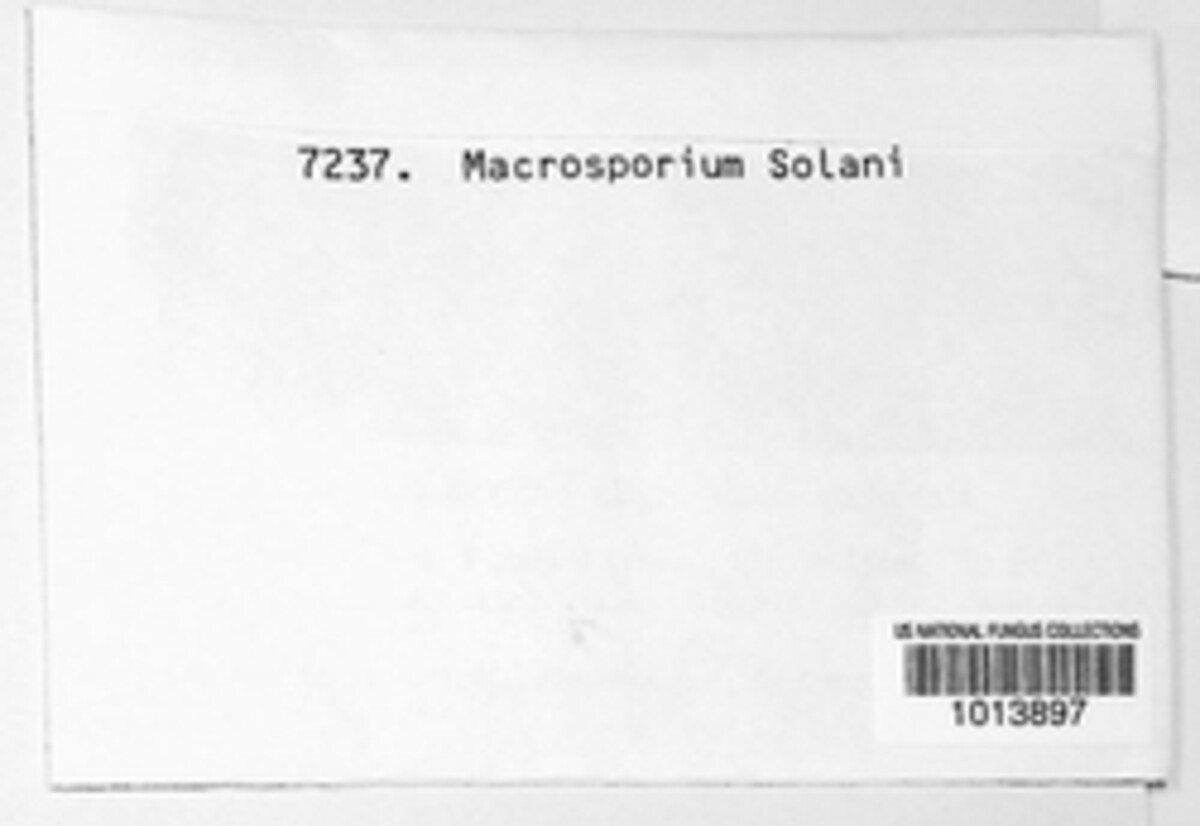 7237. Macrosporium Solani
US NATIONAL FUNGUS COLLECTIONS
1013897